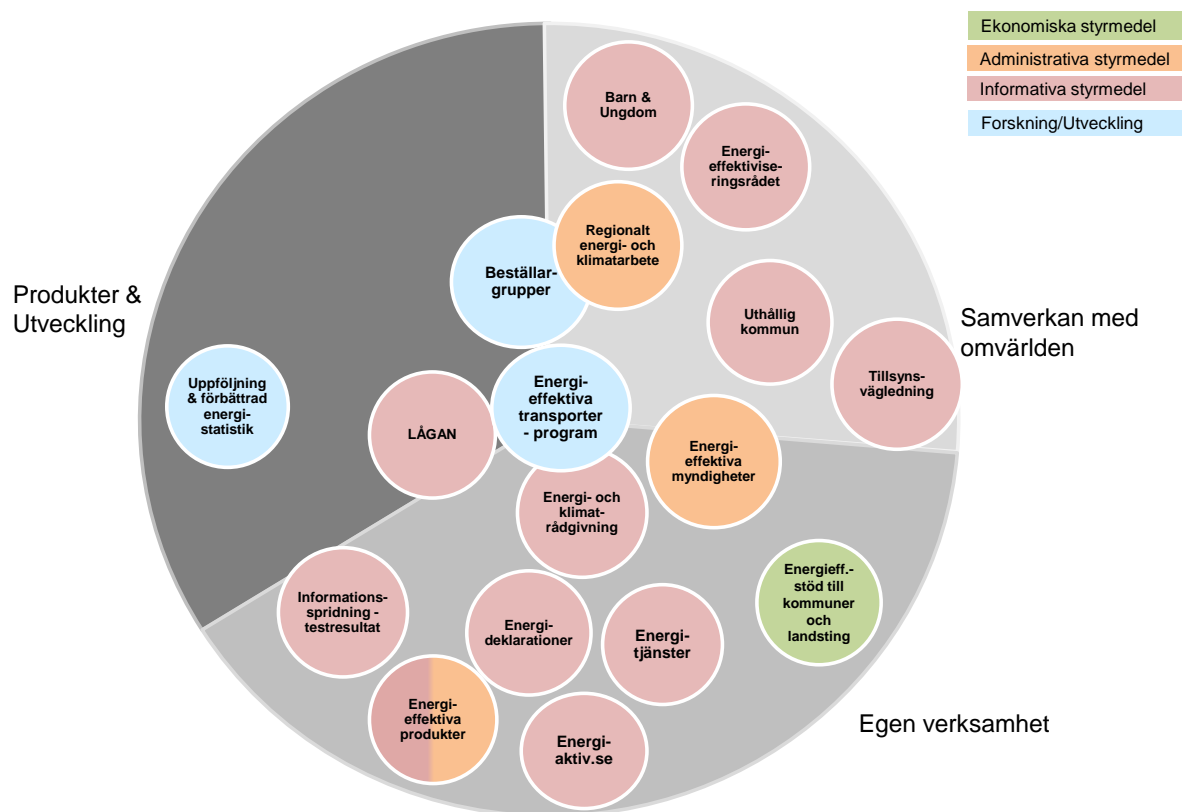 Ekonomiska styrmedel
Administrativa styrmedel
Informativa styrmedel
Forskning/Utveckling
Barn &
Ungdom
Energi-
effektivise-
ringsrådet
Regionalt
energi- och
klimatarbete
Beställar-
grupper
Produkter &
Utveckling
Uthållig
kommun
Samverkan med
omvärlden
Tillsyns-
vägledning
Uppföljning
& förbättrad
energi-
statistik
LÅGAN
Energi-
effektiva
transporter
- program
Energi-
effektiva
myndigheter
Energi- och
klimat-
rådgivning
Energieff.-
stöd till
kommuner
och
landsting
Informations-
spridning -
testresultat
Energi-
deklarationer
Energi-
tjänster
Energi-
effektiva
produkter
Energi-
aktiv.se
Egen verksamhet